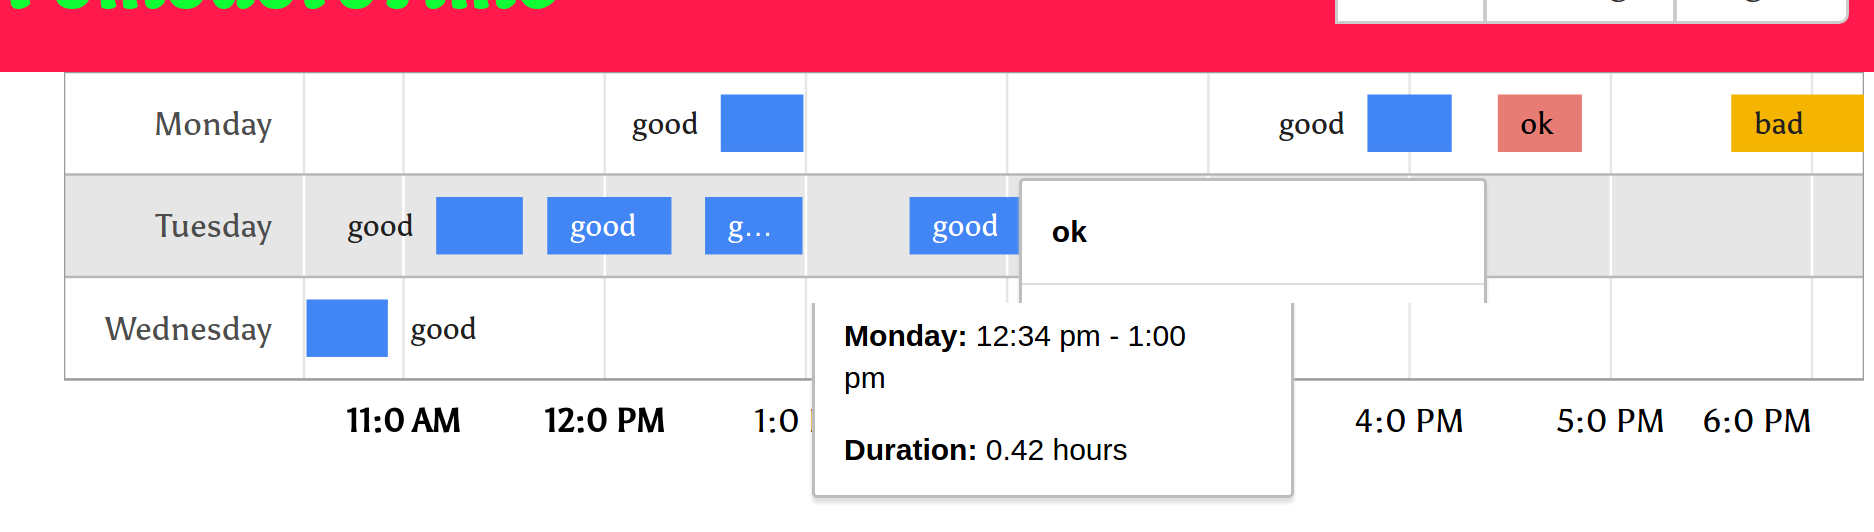 Monday good good ok bad
Tuesday good good g... good ok
Wednesday good
Monday: 12:34 pm - 1:00
pm
11:0 AM 12:0 PM 1:0 4:0 PM 5:0 PM 6:0 PM
Duration: 0.42 hours